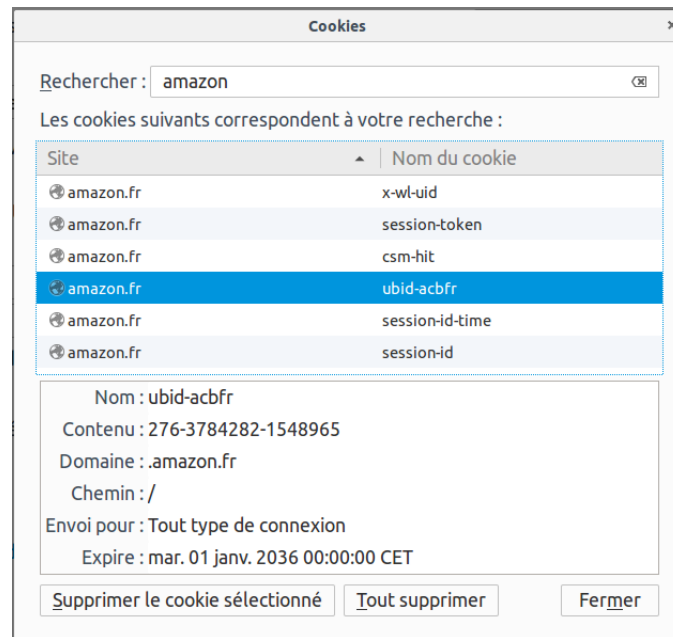 Cookies
Rechercher : amazon
Les cookies suivants correspondent à votre recherche :
Site Nom du cookie
amazon.fr x-wl-uid
amazon.fr session-token
amazon.fr csm-hit
amazon.fr ubid-acbfr
amazon.fr session-id-time
amazon.fr session-id
Nom : ubid-acbfr
Contenu : 276-3784282-1548965
Domaine : .amazon.fr
Chemin : /
Envoi pour : Tout type de connexion
Expire : mar. 01 janv. 2036 00:00:00 CET
Supprimer le cookie sélectionné Tout supprimer Fermer